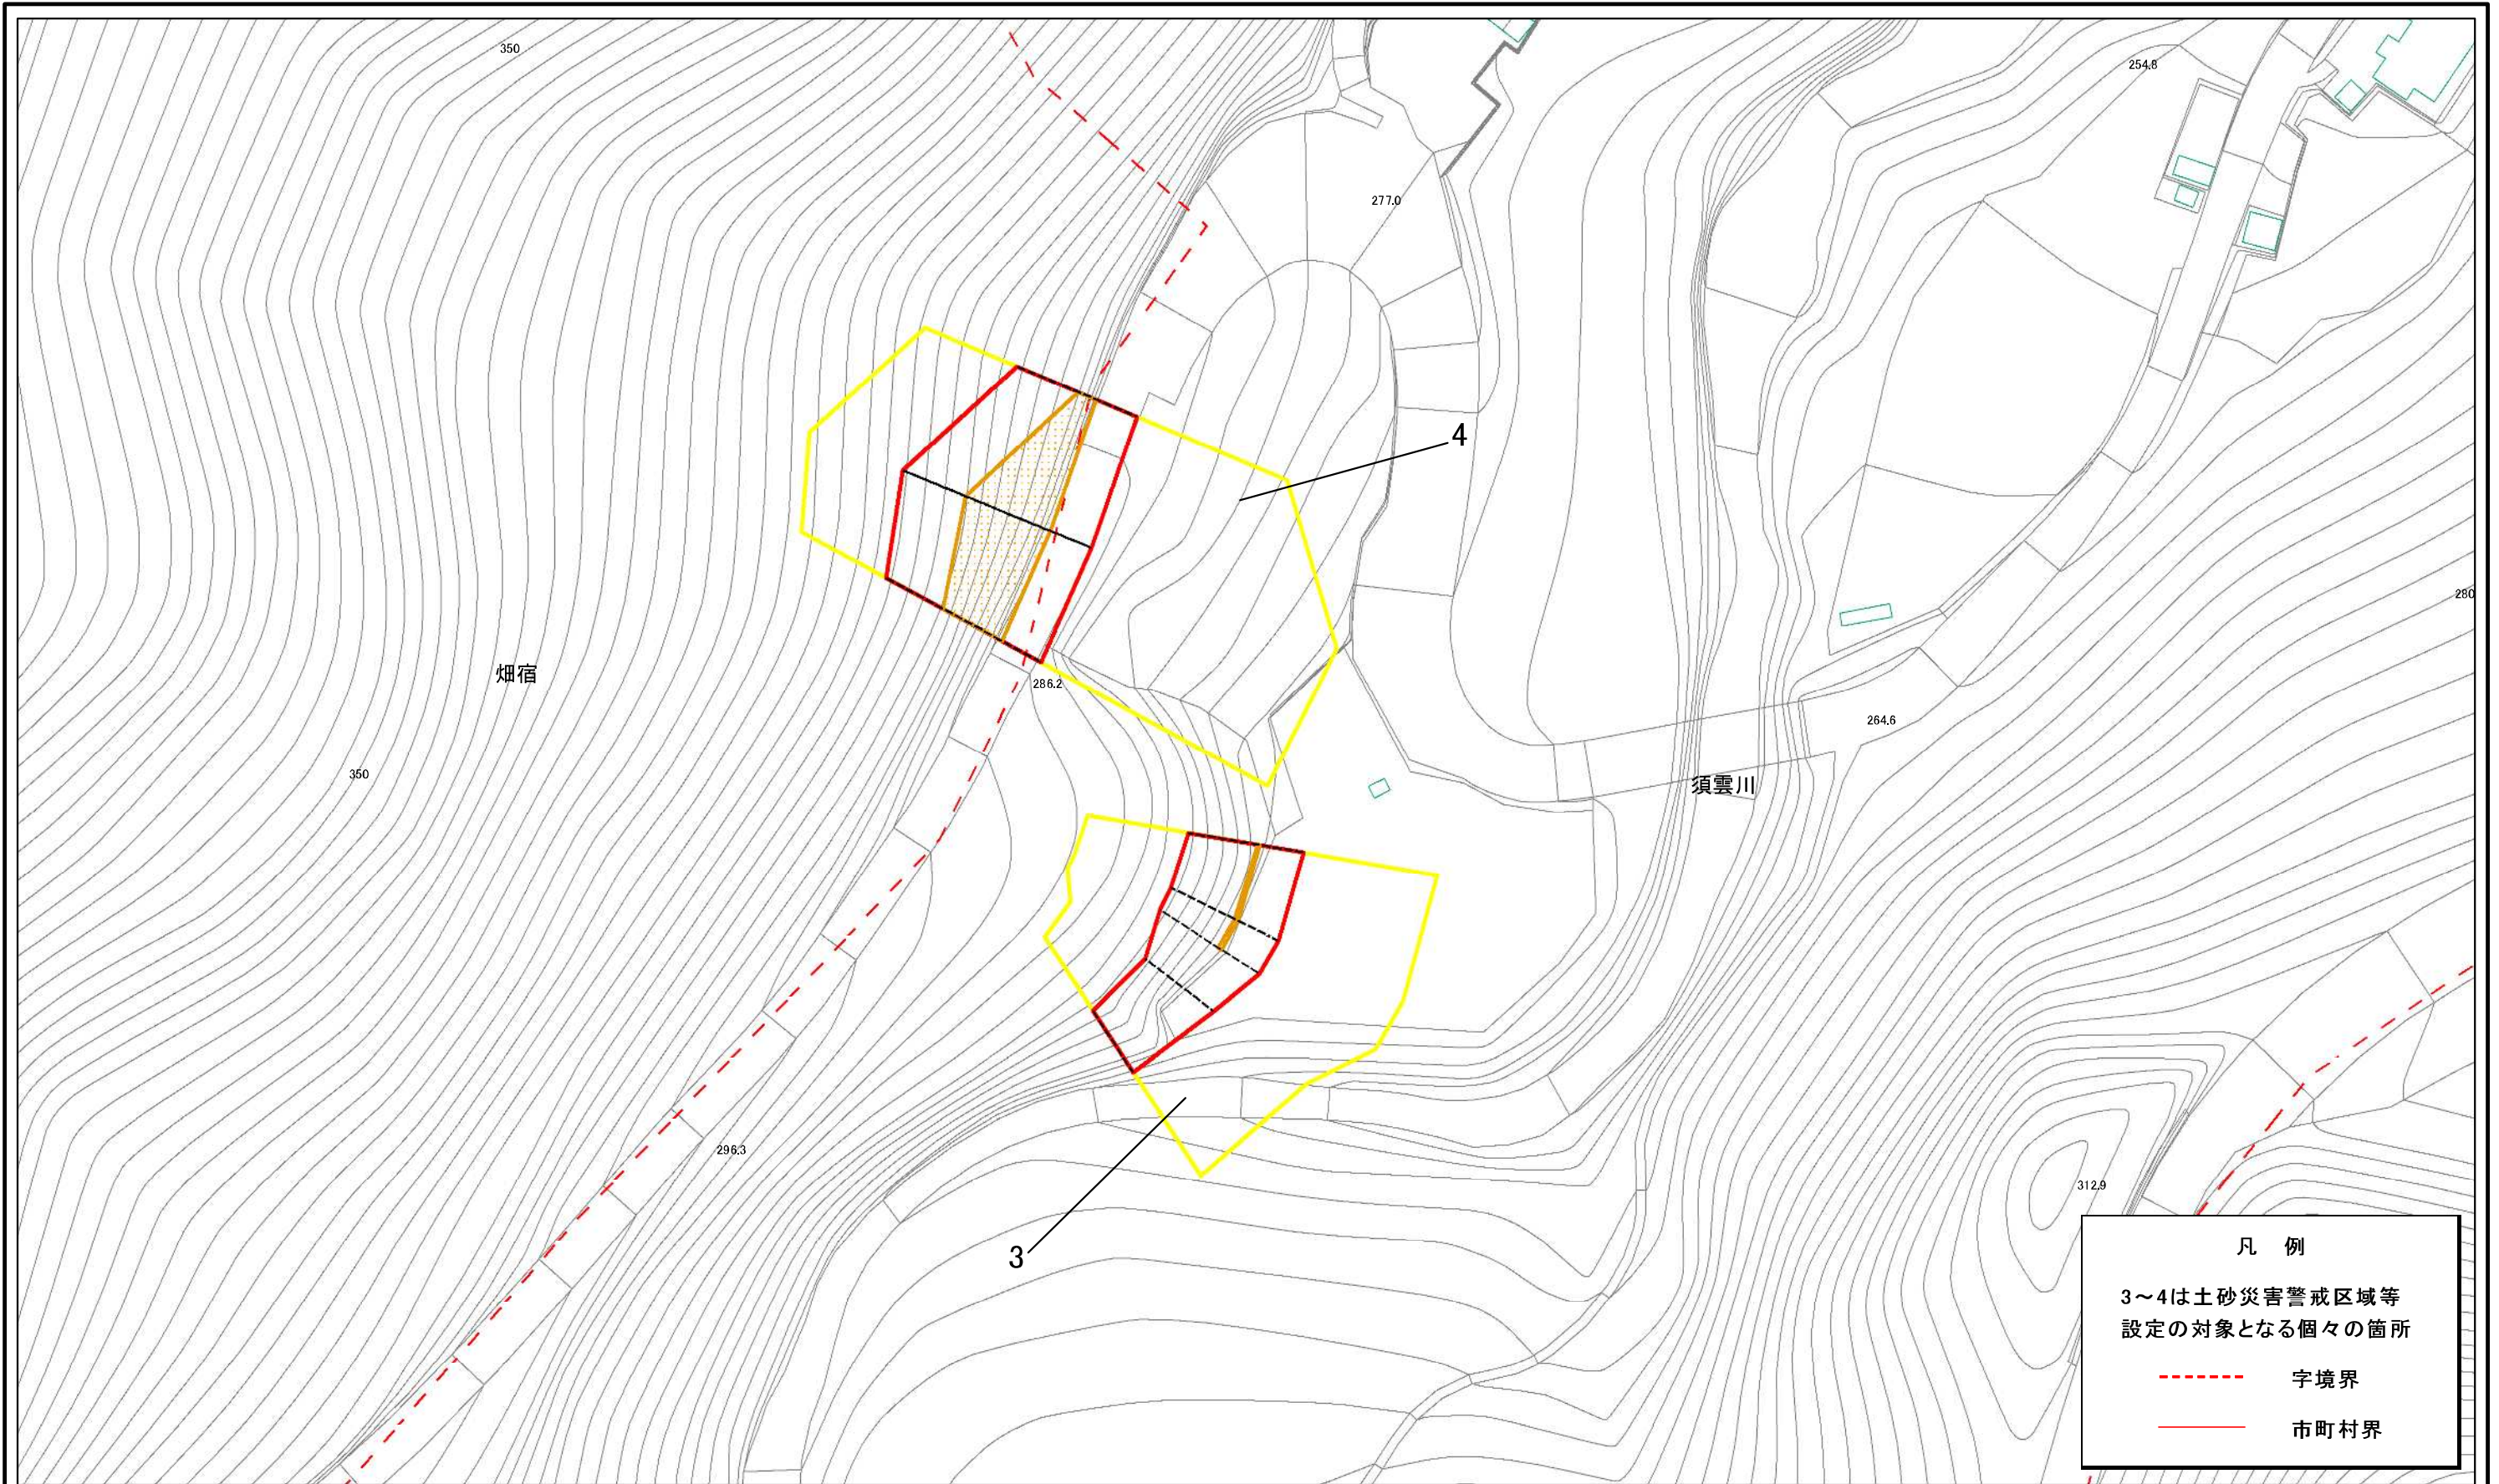 350
254.8
277.0
4
280
畑宿
286.2
264.6
350
須雲川
296.3
312.9
3
凡 例
3～4は土砂災害警戒区域等
設定の対象となる個々の箇所
字境界
市町村界